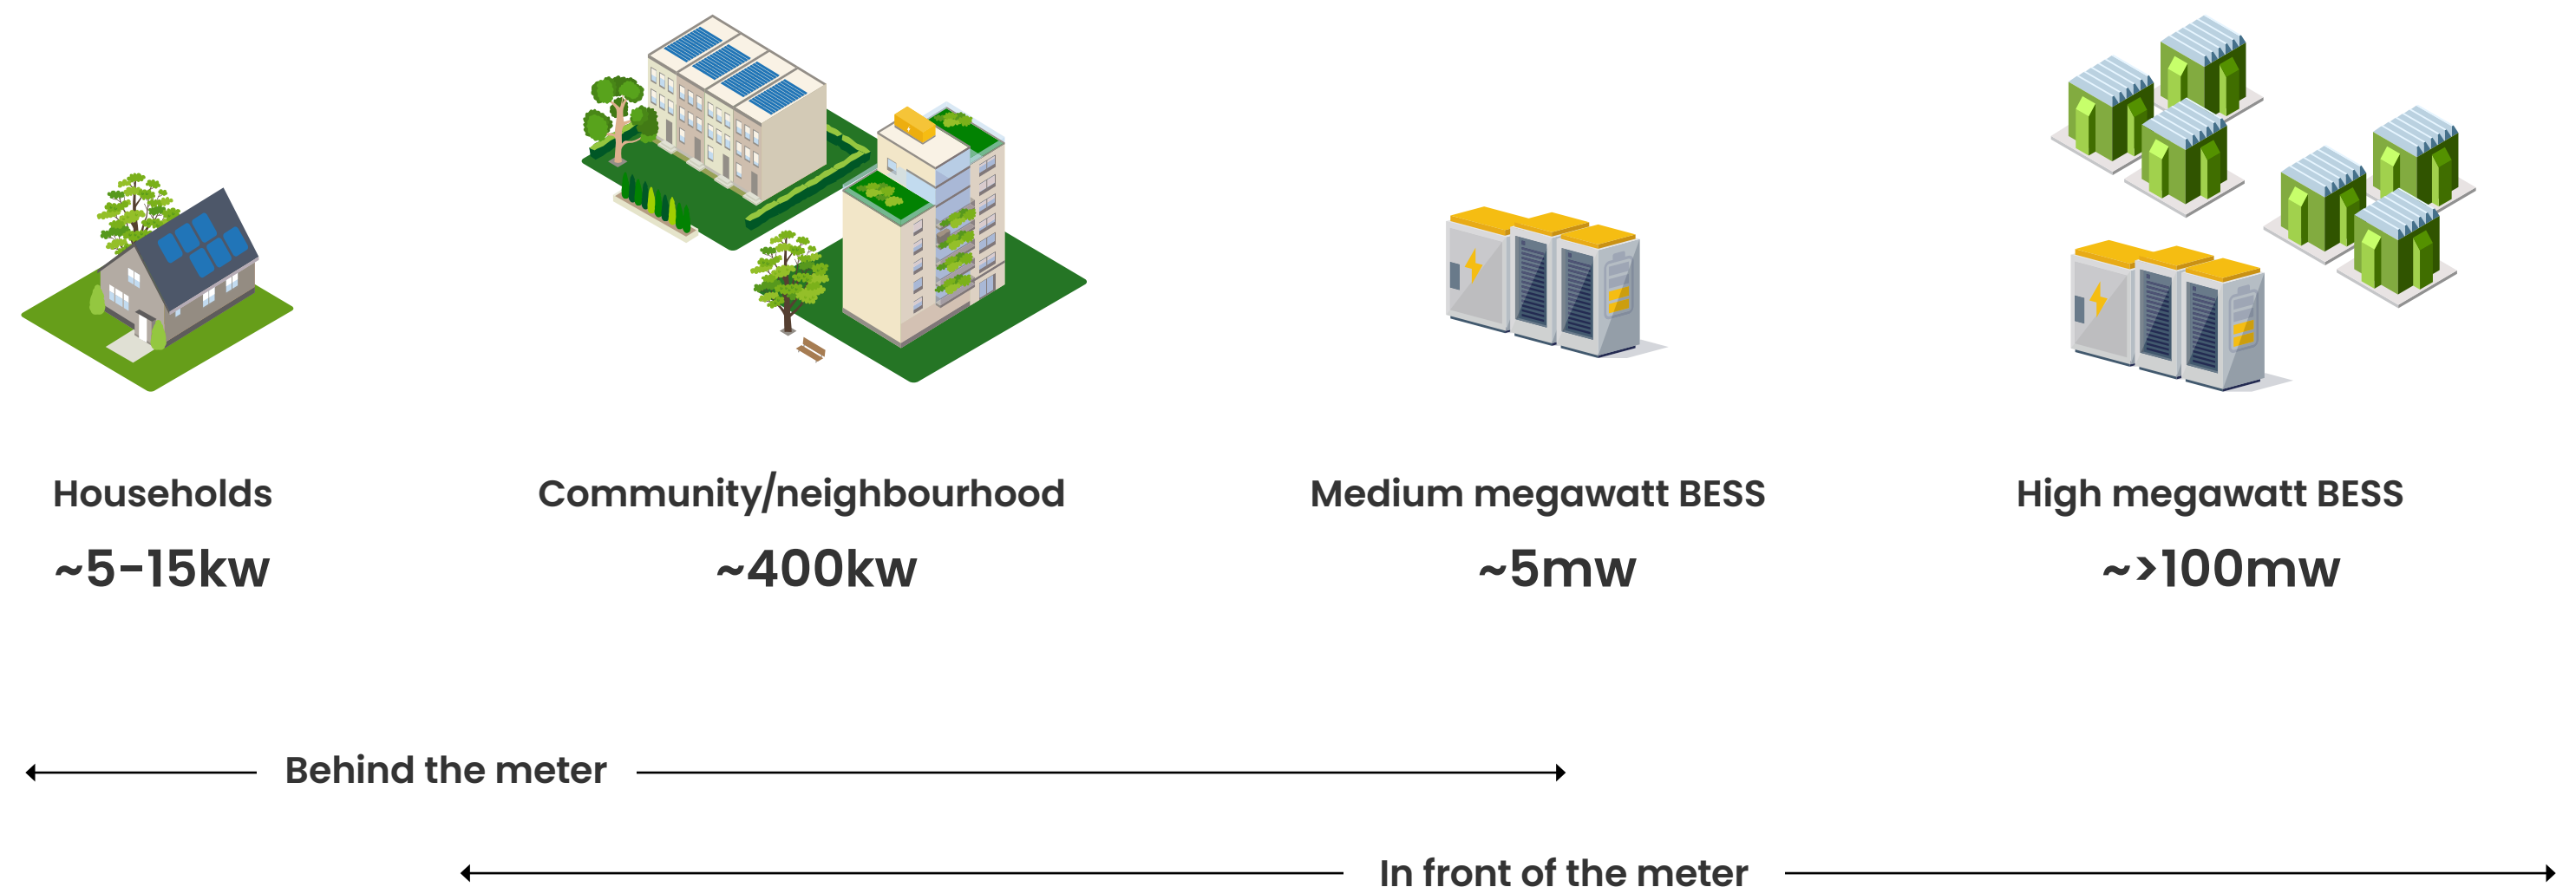 Households
~5-15kw
Community/neighbourhood
~400kw
Medium megawatt BESS
~5mw
High megawatt BESS
~>100mw
Behind the meter
In front of the meter